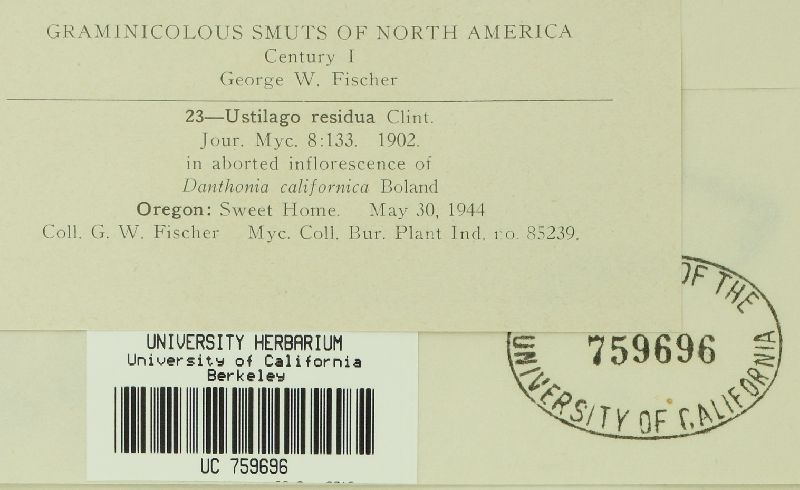 GRAMINICOLOUS SMUTS OF NORTH AMERICA
Century I
George W. Fischer
23—Ustilago residua Clint.
Jour. Myc. 8:133. 1902.
in aborted inflorescence of
Danthonia californica Boland
Oregon: Sweet Home. May 30, 1944
Coll. G. W. Fischer Myc. Coll. Bur. Plant Ind. no. 85239.
OF THE
759696
UNIVERSITY OF CALIFORNIA
UNIVERSITY HERBARIUM
University of California
Berkeley
UC 759696